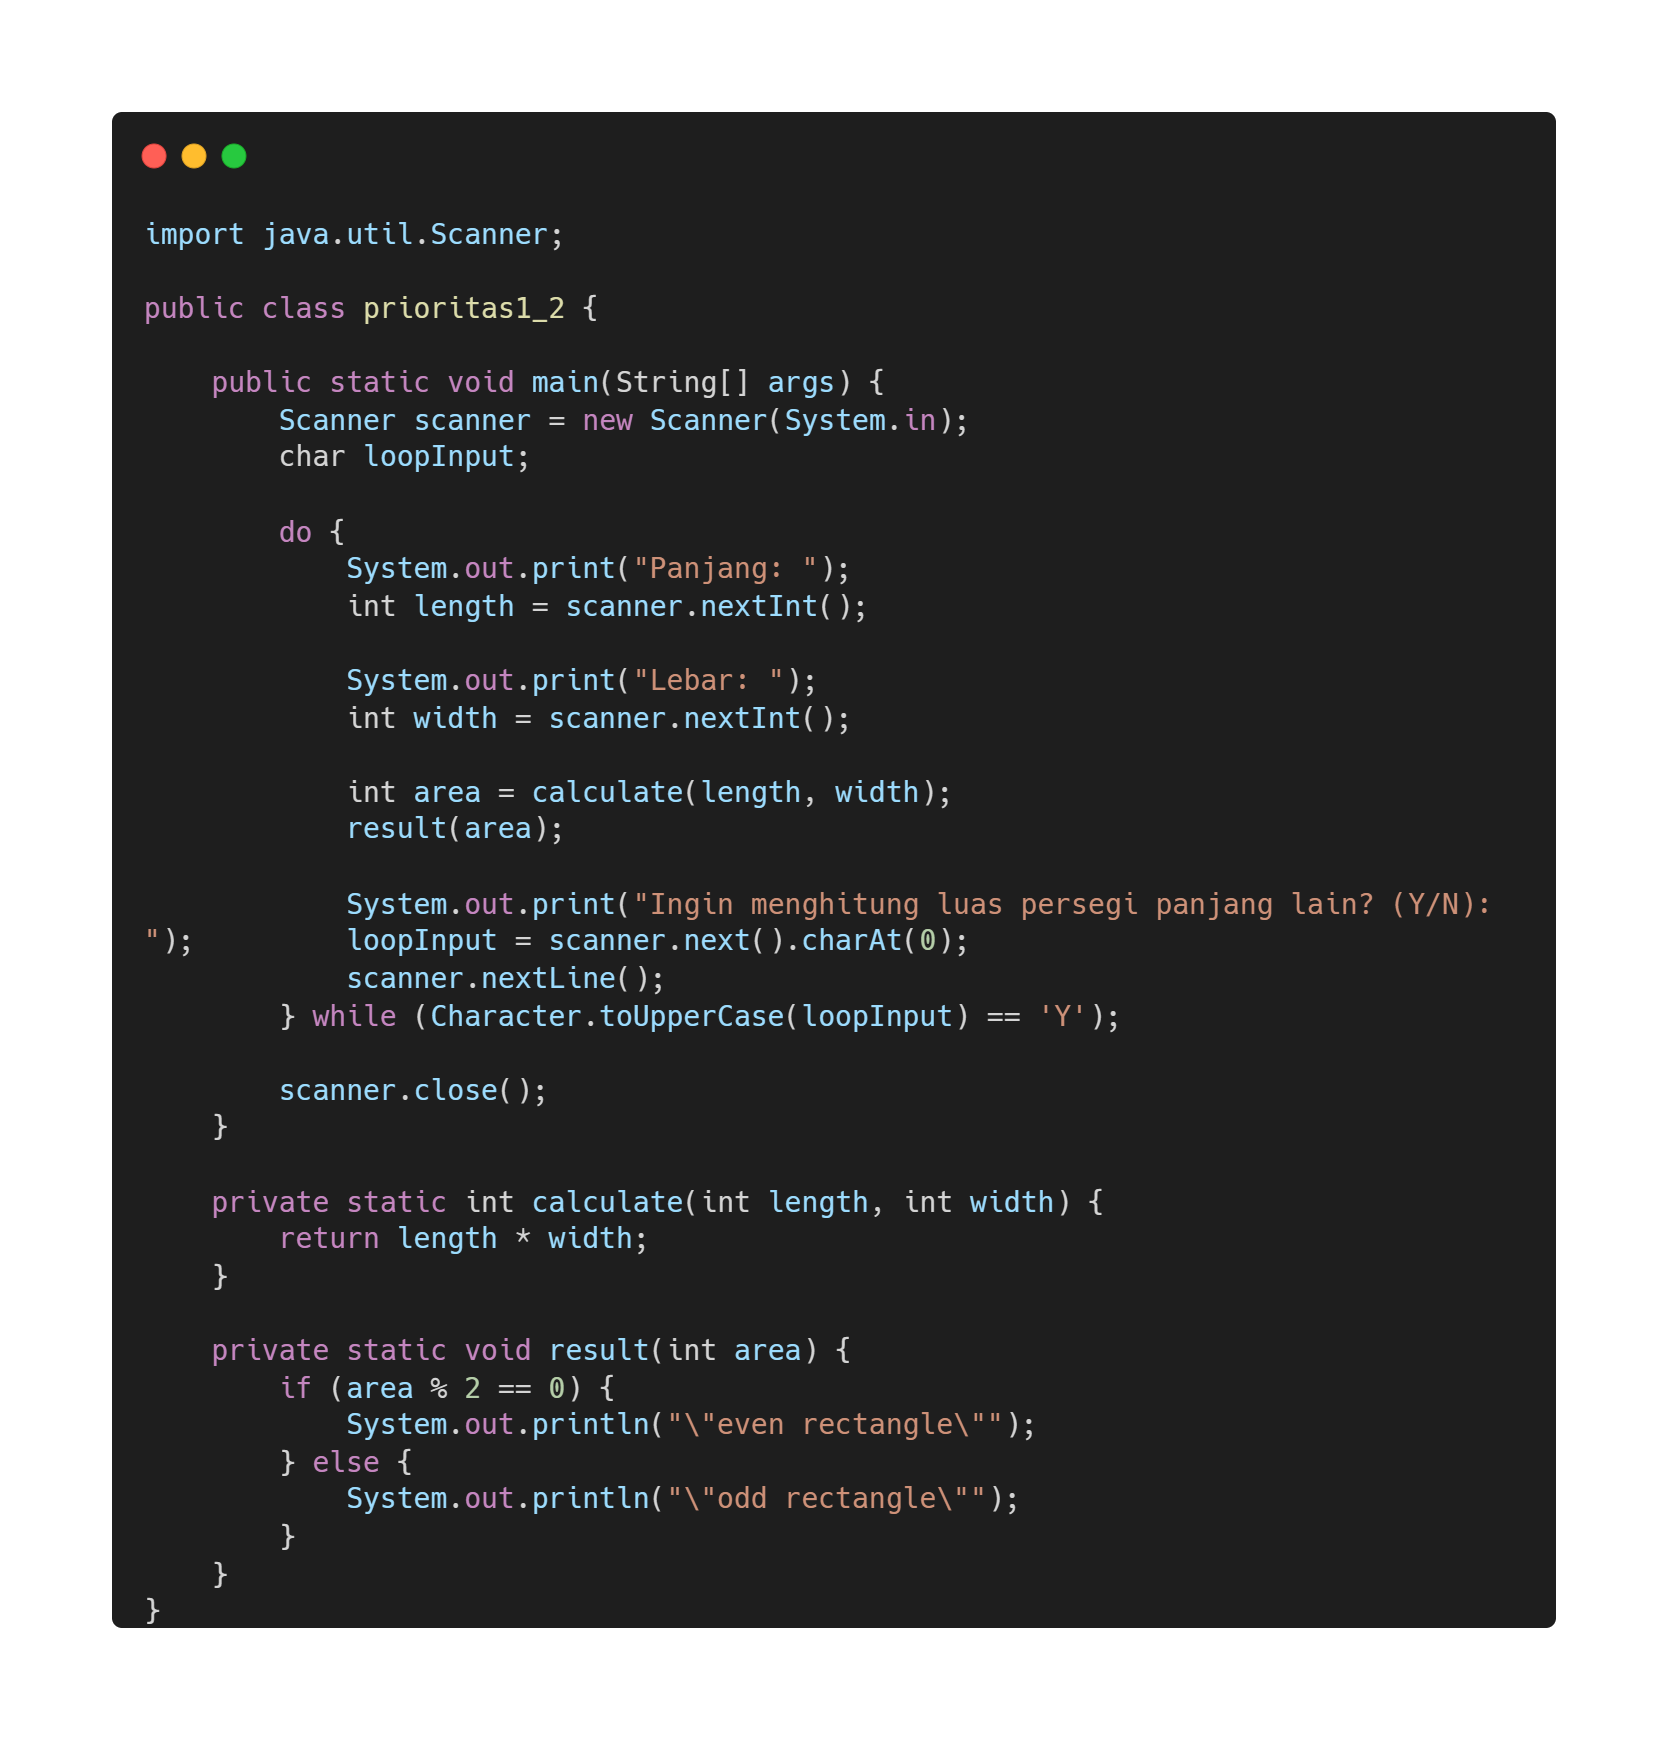 import java.util.Scanner;

public class prioritas1_2 {

    public static void main(String[] args) {
        Scanner scanner = new Scanner(System.in);
        char loopInput;

        do {
            System.out.print("Panjang: ");
            int length = scanner.nextInt();

            System.out.print("Lebar: ");
            int width = scanner.nextInt();

            int area = calculate(length, width);
            result(area);

            System.out.print("Ingin menghitung luas persegi panjang lain? (Y/N):
");         loopInput = scanner.next().charAt(0);
            scanner.nextLine();
        } while (Character.toUpperCase(loopInput) == 'Y');

        scanner.close();
    }

    private static int calculate(int length, int width) {
        return length * width;
    }

    private static void result(int area) {
        if (area % 2 == 0) {
            System.out.println("\"even rectangle\"");
        } else {
            System.out.println("\"odd rectangle\"");
        }
    }
}